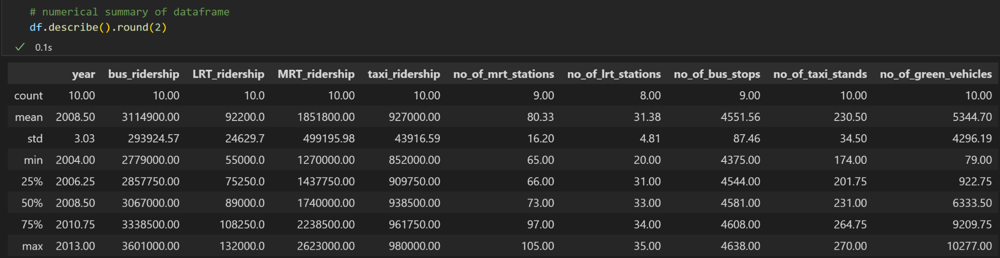 # numerical summary of dataframe
df.describe().round(2)
0.1s
year bus_ridership LRT_ridership MRT_ridership taxi_ridership no_of_mrt_stations no_of_lrt_stations no_of_bus_stops no_of_taxi_stands no_of_green_vehicles
count 10.00 10.00 10.0 10.00 10.00 9.00 8.00 9.00 10.00 10.00
mean 2008.50 3114900.00 92200.0 1851800.00 927000.00 80.33 31.38 4551.56 230.50 5344.70
std 3.03 293924.57 24629.7 499195.98 43916.59 16.20 4.81 87.46 34.50 4296.19
min 2004.00 2779000.00 55000.0 1270000.00 852000.00 65.00 20.00 4375.00 174.00 79.00
25% 2006.25 2857750.00 75250.0 1437750.00 909750.00 66.00 31.00 4544.00 201.75 922.75
50% 2008.50 3067000.00 89000.0 1740000.00 938500.00 73.00 33.00 4581.00 231.00 6333.50
75% 2010.75 3338500.00 108250.0 2238500.00 961750.00 97.00 34.00 4608.00 264.75 9209.75
max 2013.00 3601000.00 132000.0 2623000.00 980000.00 105.00 35.00 4638.00 270.00 10277.00